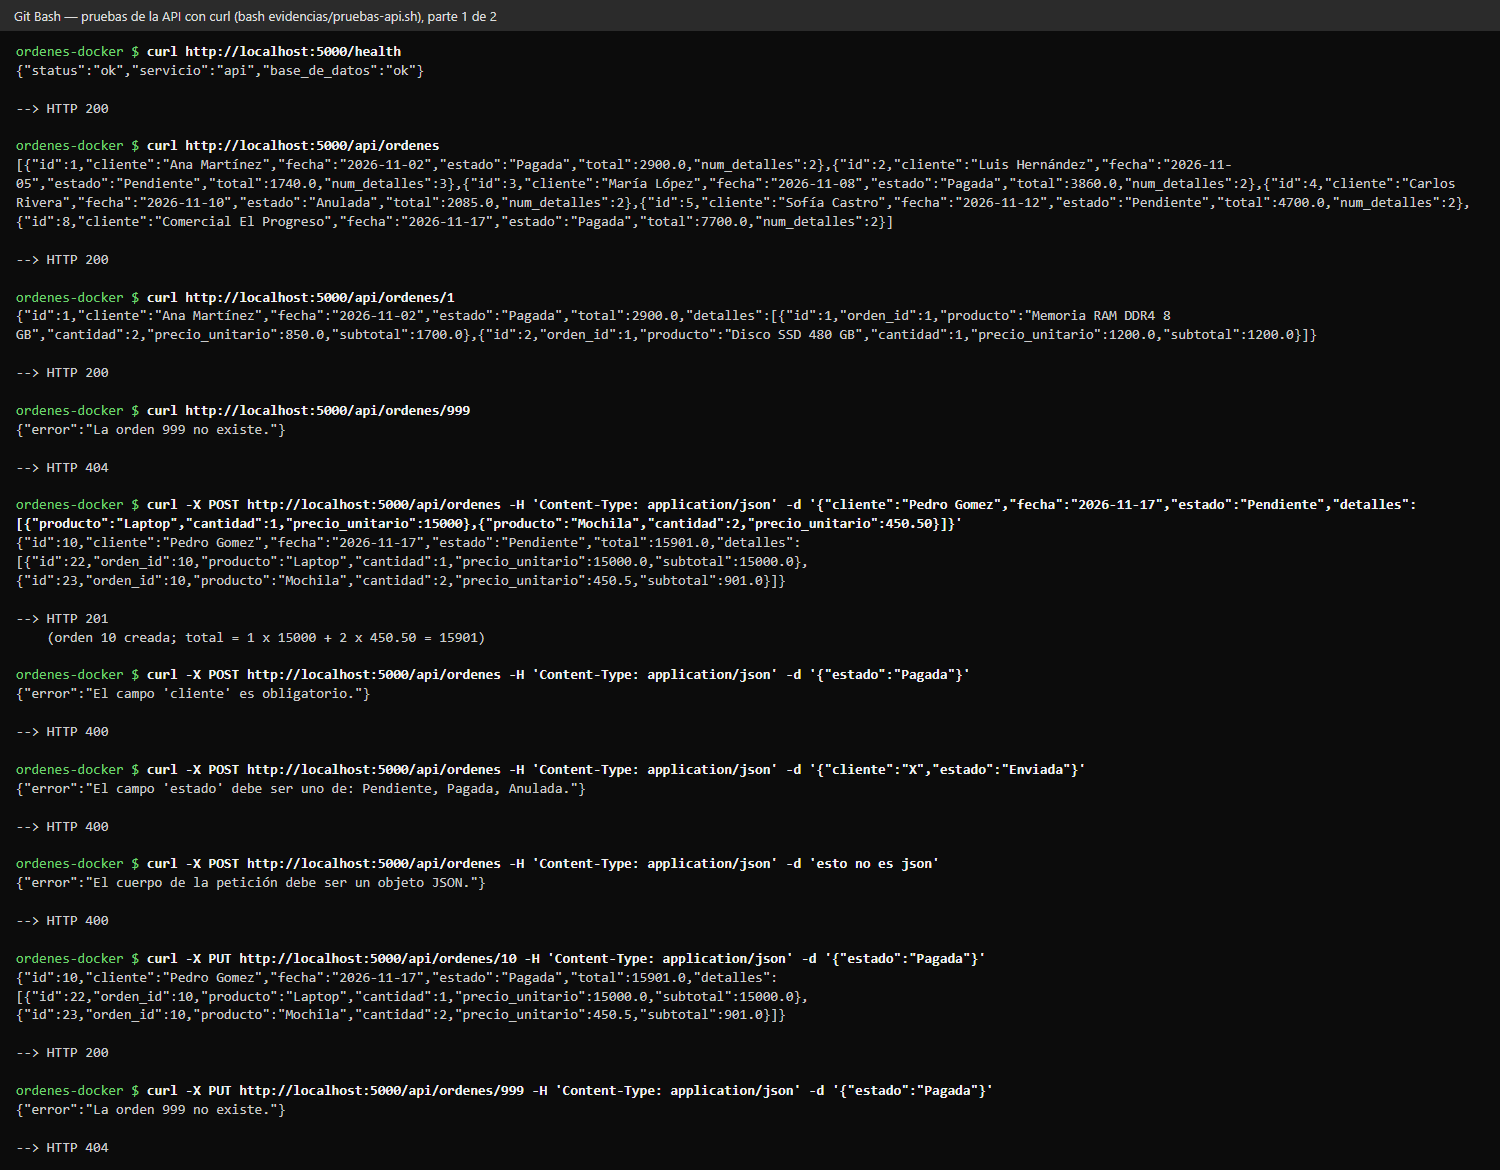 Git Bash — pruebas de la API con curl (bash evidencias/pruebas-api.sh), parte 1 de 2
ordenes-docker $ curl http://localhost:5000/health
{"status":"ok","servicio":"api","base_de_datos":"ok"}
--> HTTP 200
ordenes-docker $ curl http://localhost:5000/api/ordenes
[{"id":1,"cliente":"Ana Martínez","fecha":"2026-11-02","estado":"Pagada","total":2900.0,"num_detalles":2},{"id":2,"cliente":"Luis Hernández","fecha":"2026-11-
05","estado":"Pendiente","total":1740.0,"num_detalles":3},{"id":3,"cliente":"María López","fecha":"2026-11-08","estado":"Pagada","total":3860.0,"num_detalles":2},{"id":4,"cliente":"Carlos
Rivera","fecha":"2026-11-10","estado":"Anulada","total":2085.0,"num_detalles":2},{"id":5,"cliente":"Sofía Castro","fecha":"2026-11-12","estado":"Pendiente","total":4700.0,"num_detalles":2},
{"id":8,"cliente":"Comercial El Progreso","fecha":"2026-11-17","estado":"Pagada","total":7700.0,"num_detalles":2}]
--> HTTP 200
ordenes-docker $ curl http://localhost:5000/api/ordenes/1
{"id":1,"cliente":"Ana Martínez","fecha":"2026-11-02","estado":"Pagada","total":2900.0,"detalles":[{"id":1,"orden_id":1,"producto":"Memoria RAM DDR4 8
GB","cantidad":2,"precio_unitario":850.0,"subtotal":1700.0},{"id":2,"orden_id":1,"producto":"Disco SSD 480 GB","cantidad":1,"precio_unitario":1200.0,"subtotal":1200.0}]}
--> HTTP 200
ordenes-docker $ curl http://localhost:5000/api/ordenes/999
{"error":"La orden 999 no existe."}
--> HTTP 404
ordenes-docker $ curl -X POST http://localhost:5000/api/ordenes -H 'Content-Type: application/json' -d '{"cliente":"Pedro Gomez","fecha":"2026-11-17","estado":"Pendiente","detalles":
[{"producto":"Laptop","cantidad":1,"precio_unitario":15000},{"producto":"Mochila","cantidad":2,"precio_unitario":450.50}]}'
{"id":10,"cliente":"Pedro Gomez","fecha":"2026-11-17","estado":"Pendiente","total":15901.0,"detalles":
[{"id":22,"orden_id":10,"producto":"Laptop","cantidad":1,"precio_unitario":15000.0,"subtotal":15000.0},
{"id":23,"orden_id":10,"producto":"Mochila","cantidad":2,"precio_unitario":450.5,"subtotal":901.0}]}
--> HTTP 201
(orden 10 creada; total = 1 x 15000 + 2 x 450.50 = 15901)
ordenes-docker $ curl -X POST http://localhost:5000/api/ordenes -H 'Content-Type: application/json' -d '{"estado":"Pagada"}'
{"error":"El campo 'cliente' es obligatorio."}
--> HTTP 400
ordenes-docker $ curl -X POST http://localhost:5000/api/ordenes -H 'Content-Type: application/json' -d '{"cliente":"X","estado":"Enviada"}'
{"error":"El campo 'estado' debe ser uno de: Pendiente, Pagada, Anulada."}
--> HTTP 400
ordenes-docker $ curl -X POST http://localhost:5000/api/ordenes -H 'Content-Type: application/json' -d 'esto no es json'
{"error":"El cuerpo de la petición debe ser un objeto JSON."}
--> HTTP 400
ordenes-docker $ curl -X PUT http://localhost:5000/api/ordenes/10 -H 'Content-Type: application/json' -d '{"estado":"Pagada"}'
{"id":10,"cliente":"Pedro Gomez","fecha":"2026-11-17","estado":"Pagada","total":15901.0,"detalles":
[{"id":22,"orden_id":10,"producto":"Laptop","cantidad":1,"precio_unitario":15000.0,"subtotal":15000.0},
{"id":23,"orden_id":10,"producto":"Mochila","cantidad":2,"precio_unitario":450.5,"subtotal":901.0}]}
--> HTTP 200
ordenes-docker $ curl -X PUT http://localhost:5000/api/ordenes/999 -H 'Content-Type: application/json' -d '{"estado":"Pagada"}'
{"error":"La orden 999 no existe."}
--> HTTP 404